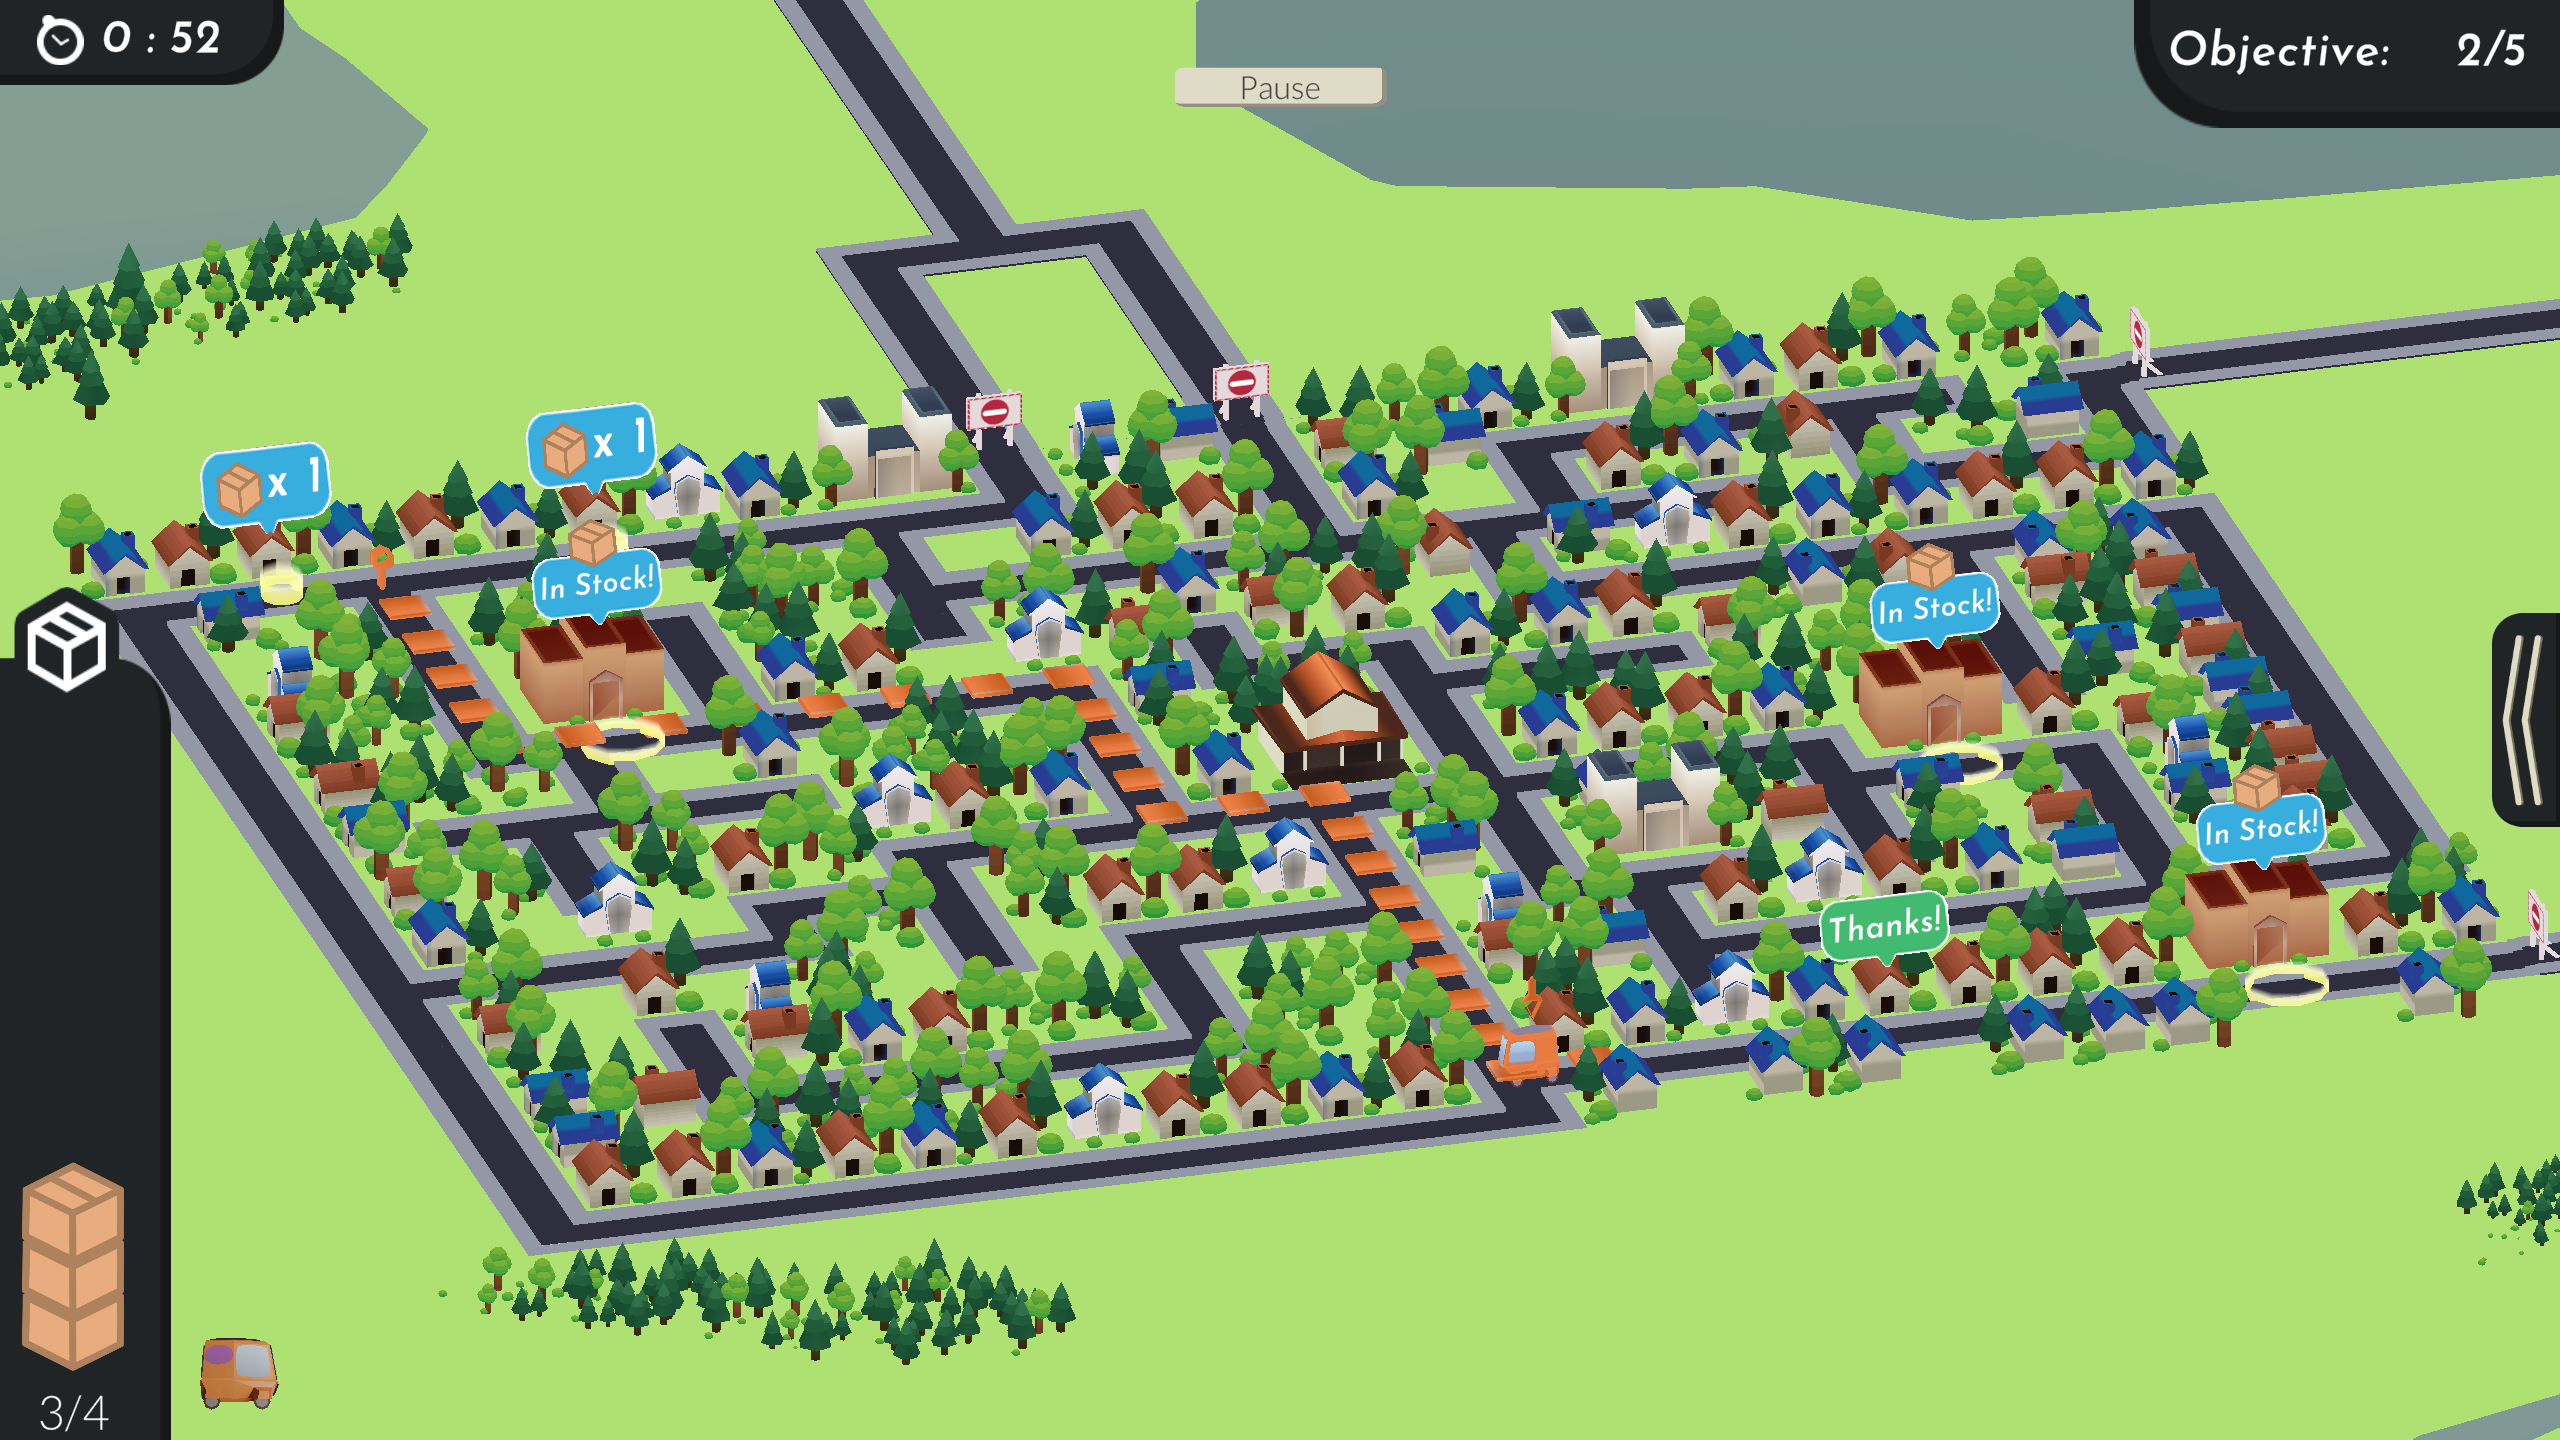 0 : 52
Objective: 2/5
Pause
x 1
x 1
In Stock!
In Stock!
In Stock!
Thanks!
3/4